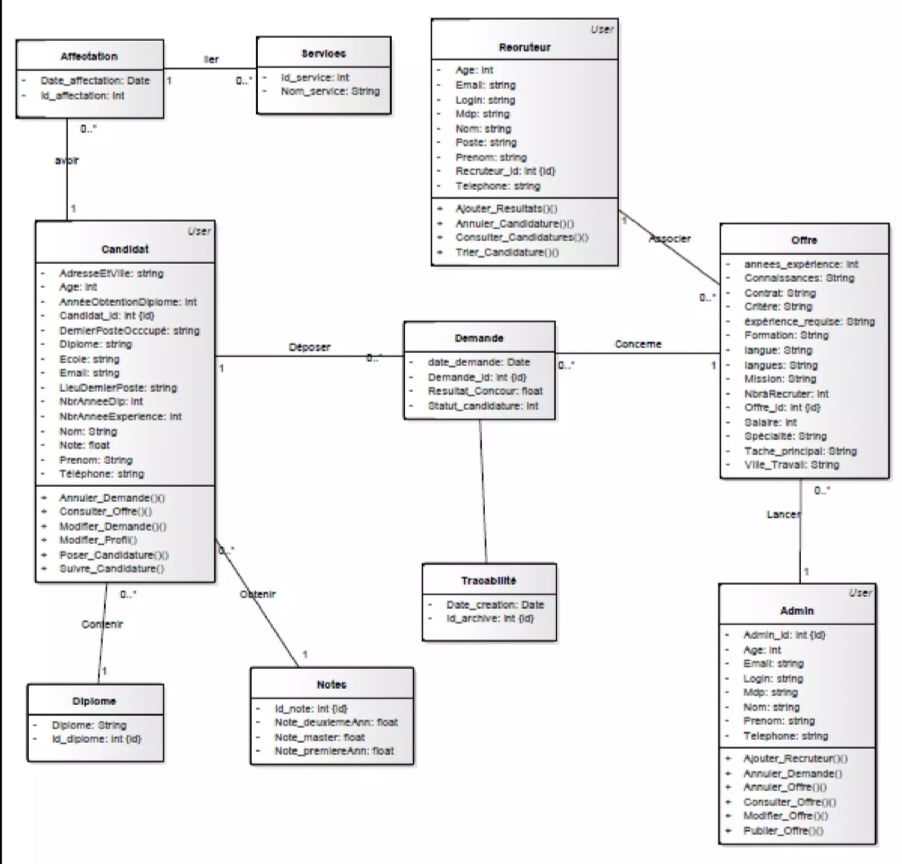 Affectation
- Date_affectation: Date
- Id_affectation: Int
lier
1
0..*
Services
- Id_service: Int
- Nom_service: String
User
Recruteur
- Age: Int
- Email: string
- Login: string
- Mdp: string
- Nom: string
- Poste: string
- Prenom: string
- Recruteur_Id: Int {Id}
- Telephone: string
+ Ajouter_Resultats()()
+ Annuler_Candidature()()
+ Consulter_Candidatures()()
+ Trier_Candidature()()
0..*
avoir
1
1
Associer
0..*
User
Candidat
- AdresseEtVille: string
- Age: Int
- AnnéeObtentionDiplome: Int
- Candidat_Id: Int {Id}
- DernierPosteOcccupé: string
- Diplome: string
- Ecole: string
- Email: string
- LieuDernierPoste: string
- NbrAnneeDip: Int
- NbrAnneeExperience: Int
- Nom: String
- Note: float
- Prenom: String
- Téléphone: string
+ Annuler_Demande()()
+ Consulter_Offre()()
+ Modifier_Demande()()
+ Modifier_Profil()
+ Poser_Candidature()()
+ Suivre_Candidature()
Déposer
1
0..*
Demande
- date_demande: Date
- Demande_Id: Int {Id}
- Resultat_Concour: float
- Statut_candidature: Int
Concerne
0..*
1
Offre
- annees_expérience: Int
- Connaissances: String
- Contrat: String
- Critére: String
- éxpérience_requise: String
- Formation: String
- langue: String
- langues: String
- Mission: String
- NbràRecruter: Int
- Offre_Id: Int {Id}
- Salaire: Int
- Spécialité: String
- Tache_principal: String
- Ville_Travail: String
0..*
Lancer
1
0..*
Contenir
1
0..*
Obtenir
1
Tracabilité
- Date_creation: Date
- Id_archive: Int {Id}
Diplome
- Diplome: String
- Id_diplome: Int {Id}
Notes
- Id_note: Int {Id}
- Note_deuxiemeAnn: float
- Note_master: float
- Note_premiereAnn: float
User
Admin
- Admin_Id: Int {Id}
- Age: Int
- Email: string
- Login: string
- Mdp: string
- Nom: string
- Prenom: string
- Telephone: string
+ Ajouter_Recruteur()()
+ Annuler_Demande()
+ Annuler_Offre()()
+ Consulter_Offre()()
+ Modifier_Offre()()
+ Publier_Offre()()